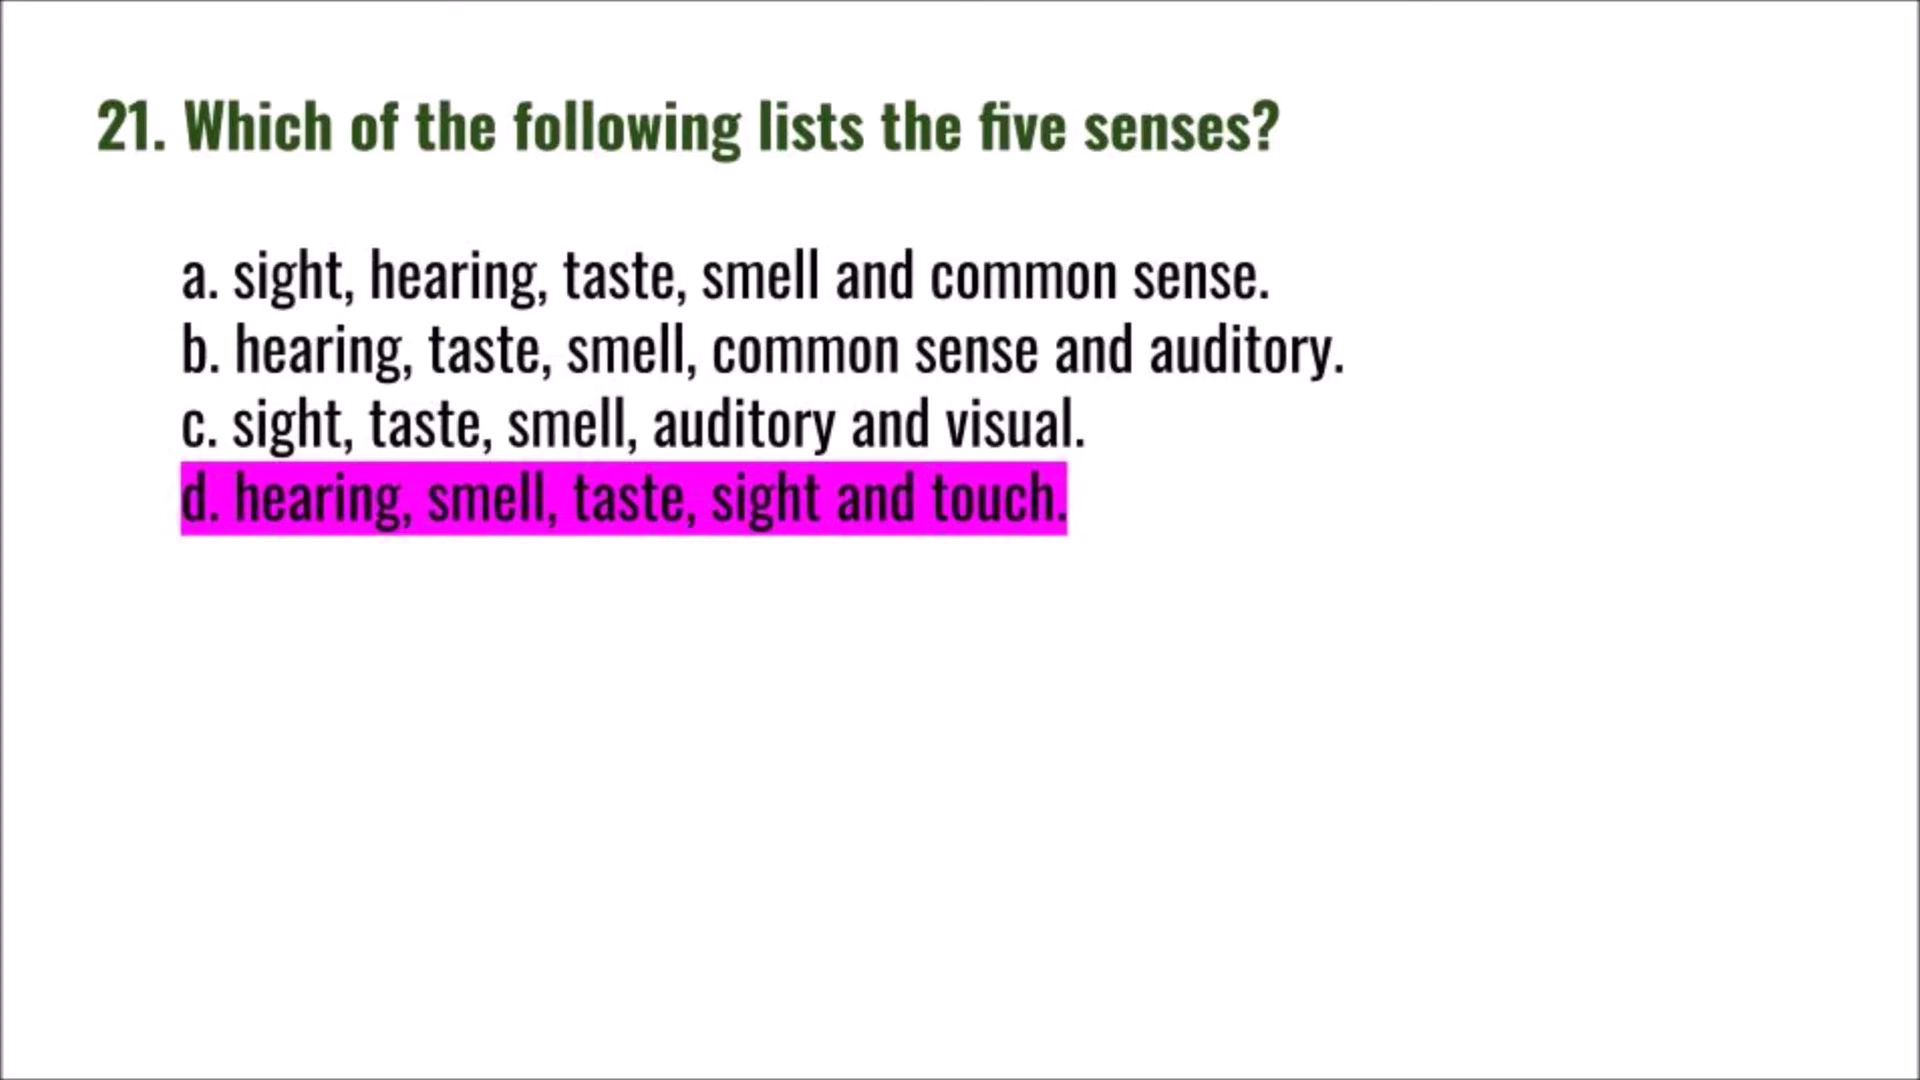 21. Which of the following lists the five senses?
a. sight, hearing, taste, smell and common sense.
b. hearing, taste, smell, common sense and auditory.
c. sight, taste, smell, auditory and visual.
d. hearing, smell, taste, sight and touch.